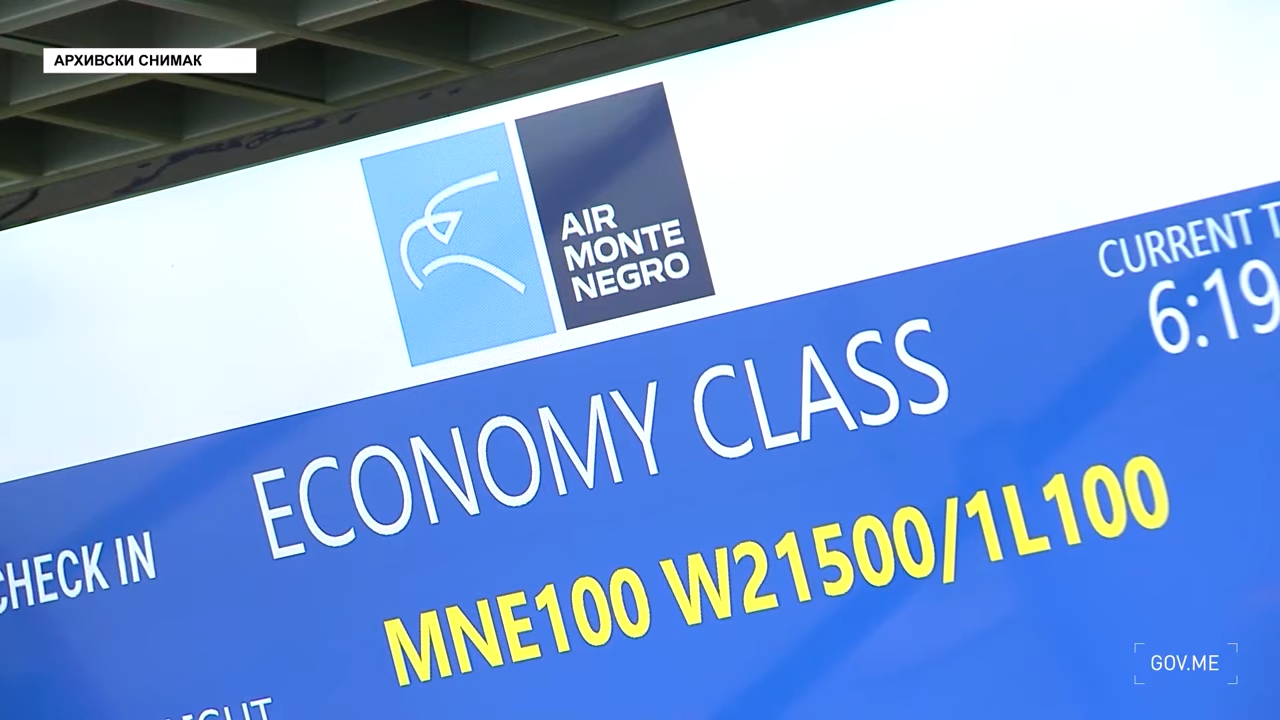 АРХИВСКИ СНИМАК
AIR
MONTE
NEGRO
CURRENT
6:19
ECONOMY CLASS
CHECK IN
MNE100 W21500/1L100
GOV.ME